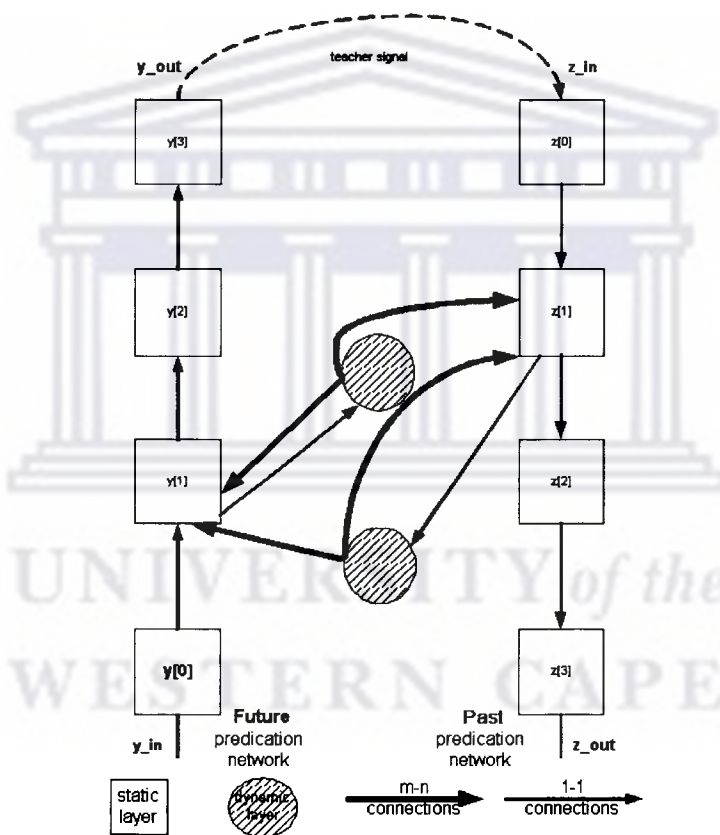 teacher signal
y_out
z_in
y[3]
z[0]
y[2]
z[1]
y[1]
z[2]
y[0]
z[3]
UNIVERSITY of the
WESTERN CAPE
Future
predication
network
Past
predication
network
y_in
z_out
static
layer
dynamic
layer
m-n
connections
1-1
connections